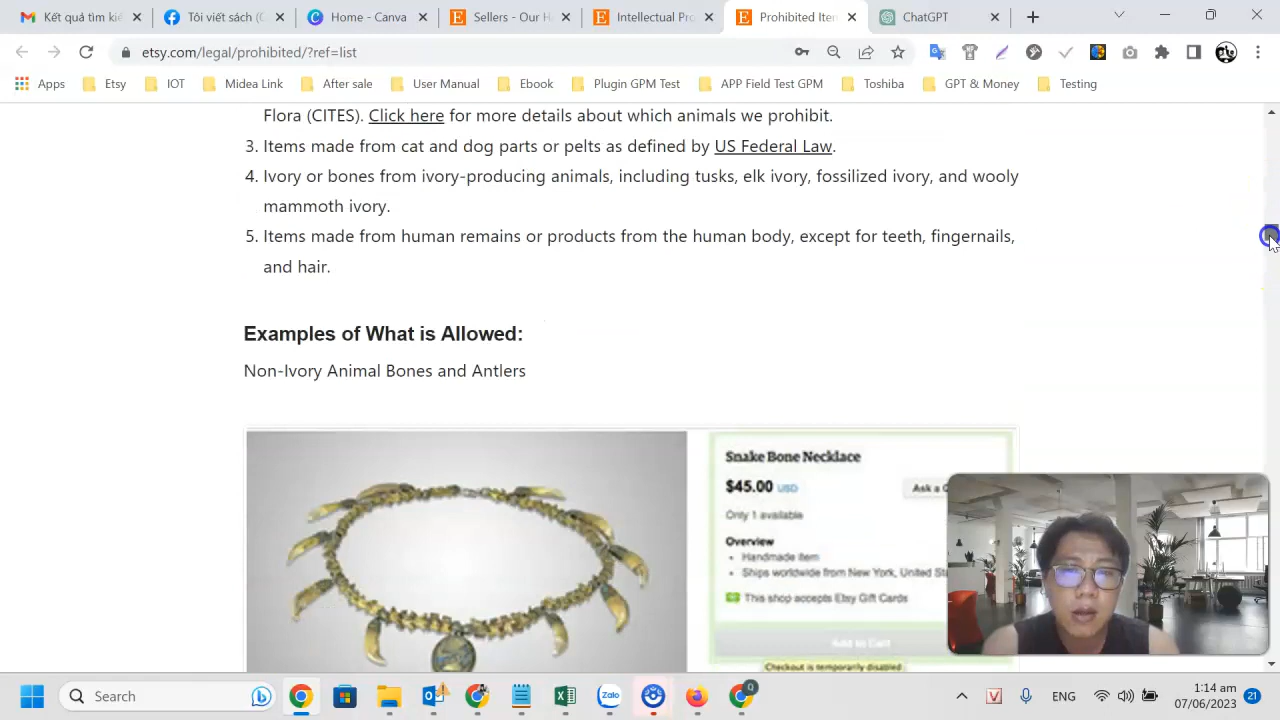 Kết quả tìm kiế
Tôi viết sách (
Home - Canva
Sellers - Our H
Intellectual Pro
Prohibited Iten
ChatGPT
etsy.com/legal/prohibited/?ref=list
Apps
Etsy
IOT
Midea Link
After sale
User Manual
Ebook
Plugin GPM Test
APP Field Test GPM
Toshiba
GPT & Money
Testing
Flora (CITES). Click here for more details about which animals we prohibit.
3. Items made from cat and dog parts or pelts as defined by US Federal Law.
4. Ivory or bones from ivory-producing animals, including tusks, elk ivory, fossilized ivory, and wooly
mammoth ivory.
5. Items made from human remains or products from the human body, except for teeth, fingernails,
and hair.
Examples of What is Allowed:
Non-Ivory Animal Bones and Antlers
Snake Bone Necklace
$45.00 USD
Ask a
Only 1 available
Overview
• Handmade item
• Ships worldwide from New York, United Sta
This shop accepts Etsy Gift Cards
Add to Cart
Checkout is temporarily disabled
Search
Zalo
Q
V
ENG
1:14 am
07/06/2023
21